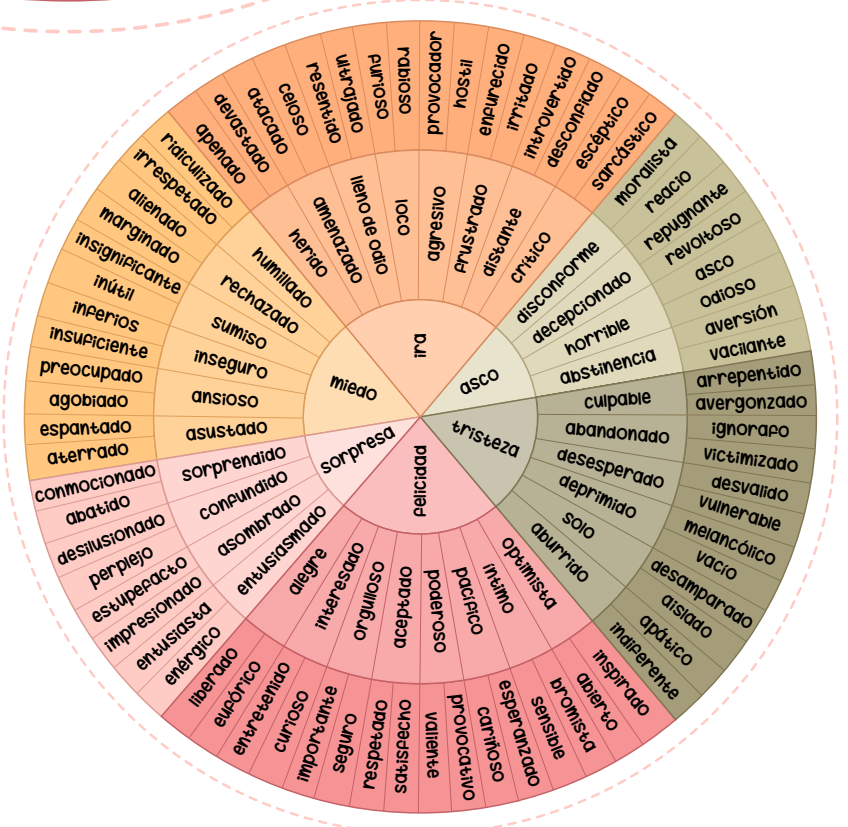 ira
asco
tristeza
felicidad
sorpresa
miedo
herido
amenazado
lleno de odio
loco
agresivo
frustrado
distante
crítico
disconforme
decepcionado
horrible
abstinencia
culpable
abandonado
desesperado
deprimido
solo
aburrido
optimista
íntimo
pacífico
poderoso
aceptado
orgulloso
interesado
alegre
entusiasmado
asombrado
confundido
sorprendido
asustado
ansioso
inseguro
sumiso
rechazado
humillado
apenado
devastado
atacado
celoso
resentido
ultrajado
furioso
rabioso
provocador
hostil
enfurecido
irritado
introvertido
desconfiado
escéptico
sarcástico
moralista
reacio
repugnante
revoltoso
asco
odioso
aversión
vacilante
arrepentido
avergonzado
ignorafo
victimizado
desvalido
vulnerable
melancólico
vacío
desamparado
aislado
apático
indiferente
inspirado
abierto
bromista
sensible
esperanzado
cariñoso
provocativo
valiente
satisfecho
respetado
seguro
importante
curioso
entretenido
eufórico
liberado
enérgico
entusiasta
impresionado
estupefacto
perplejo
desilusionado
abatido
conmocionado
aterrado
espantado
agobiado
preocupado
insuficiente
inferios
inútil
insignificante
marginado
alienado
irrespetado
ridiculizado